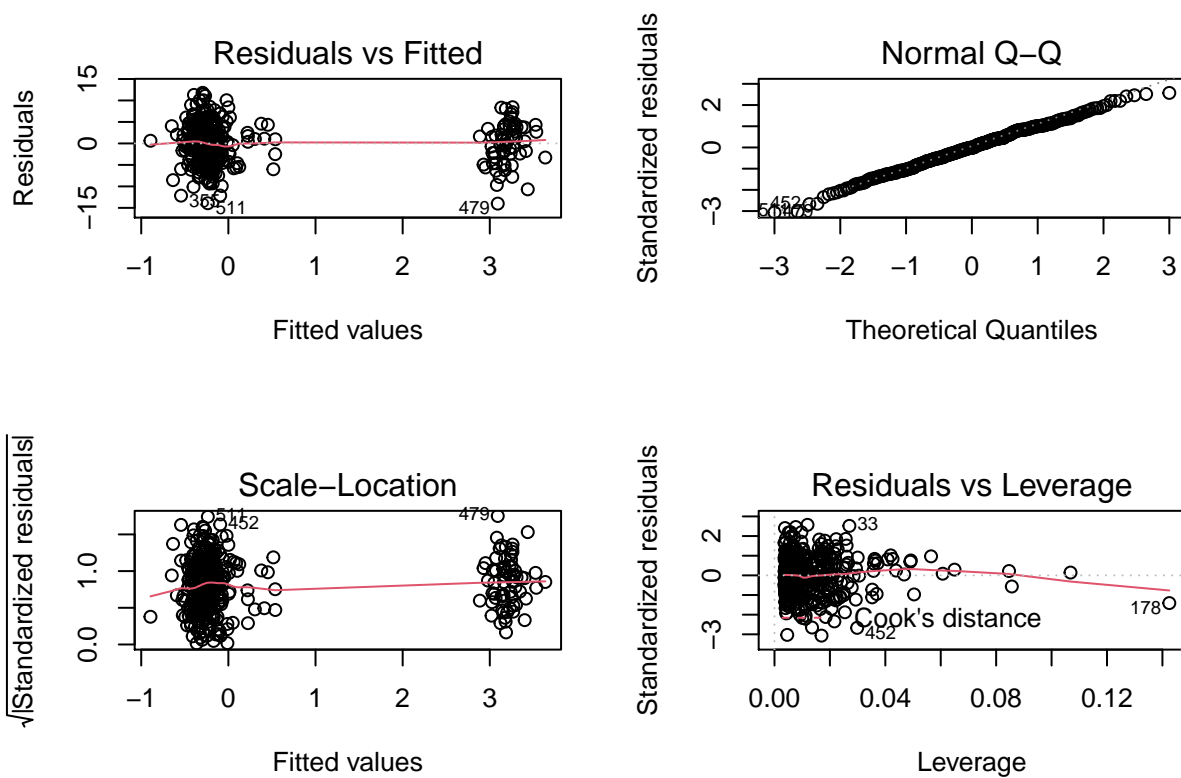 Residuals vs Fitted
Residuals
15
0
−15
355
511
479
−1 0 1 2 3
Fitted values
Normal Q−Q
Standardized residuals
2
0
−3
452
−3 −2 −1 0 1 2 3
Theoretical Quantiles
Scale−Location
√|Standardized residuals|
1.0
0.0
511
452
479
−1 0 1 2 3
Fitted values
Residuals vs Leverage
Standardized residuals
2
0
−3
33
178
Cook's distance
452
0.00 0.04 0.08 0.12
Leverage